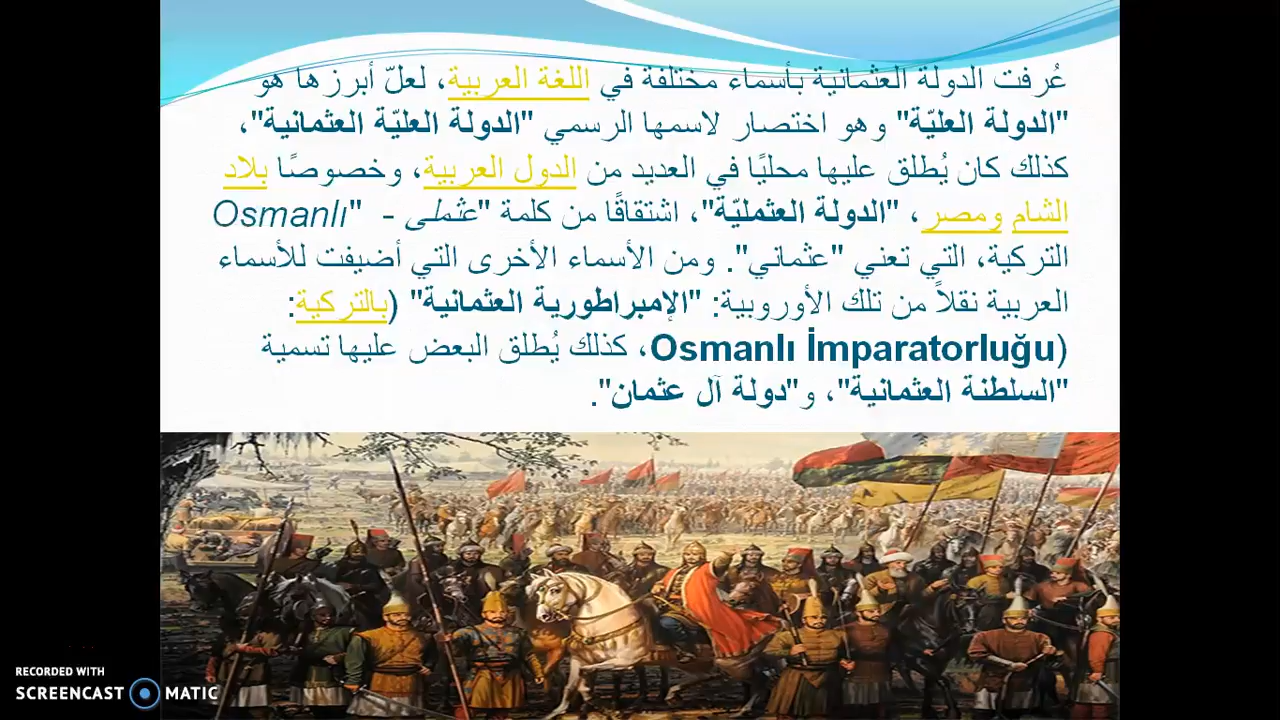 عُرفت الدولة العثمانية بأسماء مختلفة في اللغة العربية، لعلّ أبرزها هو
"الدولة العليّة" وهو اختصار لاسمها الرسمي "الدولة العليّة العثمانية"،
كذلك كان يُطلق عليها محليًا في العديد من الدول العربية، وخصوصًا بلاد
الشام ومصر، "الدولة العثمليّة"، اشتقاقًا من كلمة "عثملى - Osmanlı"
التركية، التي تعني "عثماني". ومن الأسماء الأخرى التي أضيفت للأسماء
العربية نقلاً من تلك الأوروبية: "الإمبراطورية العثمانية" (بالتركية:
Osmanlı İmparatorluğu)، كذلك يُطلق البعض عليها تسمية
"السلطنة العثمانية"، و"دولة آل عثمان".
RECORDED WITH
SCREENCAST MATIC